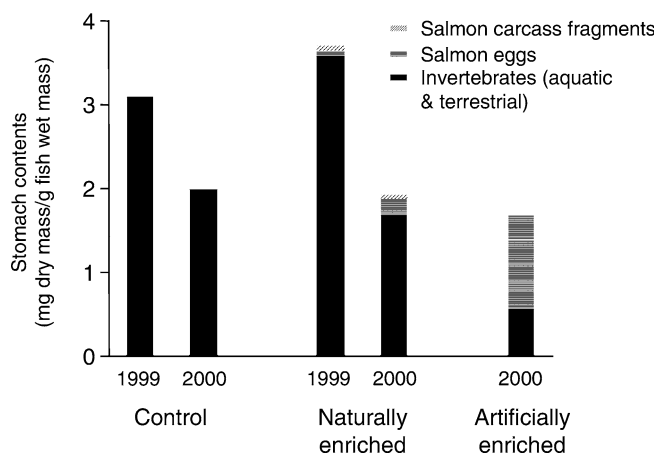 Stomach contents
(mg dry mass/g fish wet mass)
4
3
2
1
0
Salmon carcass fragments
Salmon eggs
Invertebrates (aquatic
& terrestrial)
1999 2000 1999 2000 2000
Control Naturally Artificially
enriched enriched